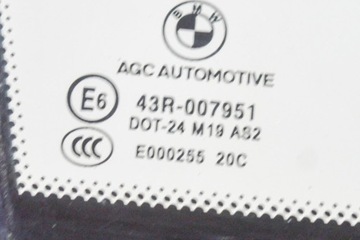 BMW
AGC AUTOMOTIVE
E6 43R-007951
DOT-24 M19 AS2
CCC E000255 20C